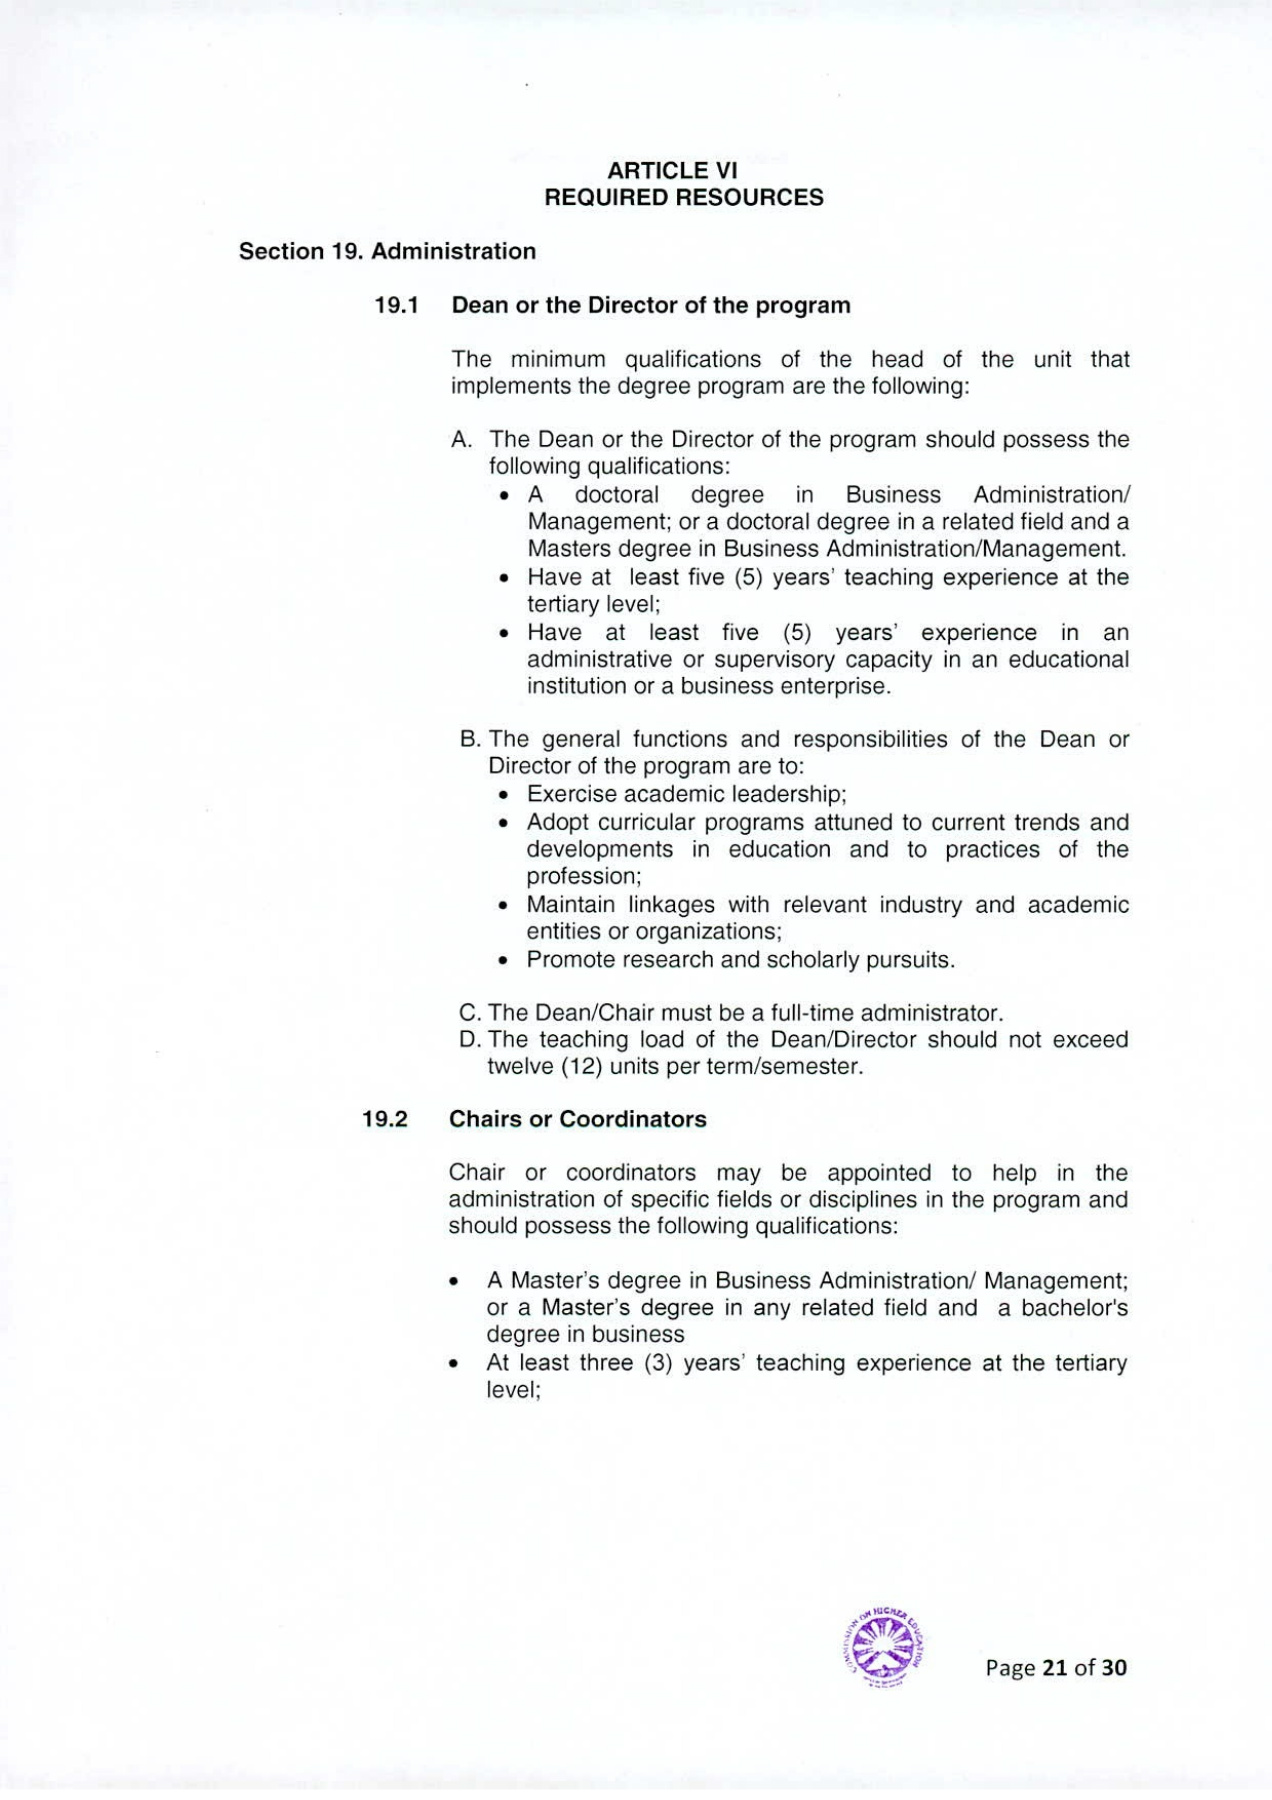 ARTICLE VI
REQUIRED RESOURCES
Section 19. Administration
19.1 Dean or the Director of the program
The minimum qualifications of the head of the unit that
implements the degree program are the following:
A. The Dean or the Director of the program should possess the
following qualifications:
• A doctoral degree in Business Administration/
Management; or a doctoral degree in a related field and a
Masters degree in Business Administration/Management.
• Have at least five (5) years' teaching experience at the
tertiary level;
• Have at least five (5) years' experience in an
administrative or supervisory capacity in an educational
institution or a business enterprise.
B. The general functions and responsibilities of the Dean or
Director of the program are to:
• Exercise academic leadership;
• Adopt curricular programs attuned to current trends and
developments in education and to practices of the
profession;
• Maintain linkages with relevant industry and academic
entities or organizations;
• Promote research and scholarly pursuits.
C. The Dean/Chair must be a full-time administrator.
D. The teaching load of the Dean/Director should not exceed
twelve (12) units per term/semester.
19.2 Chairs or Coordinators
Chair or coordinators may be appointed to help in the
administration of specific fields or disciplines in the program and
should possess the following qualifications:
• A Master's degree in Business Administration/ Management;
or a Master's degree in any related field and a bachelor's
degree in business
• At least three (3) years' teaching experience at the tertiary
level;
COMMISSION ON HIGHER EDUCATION
Page 21 of 30